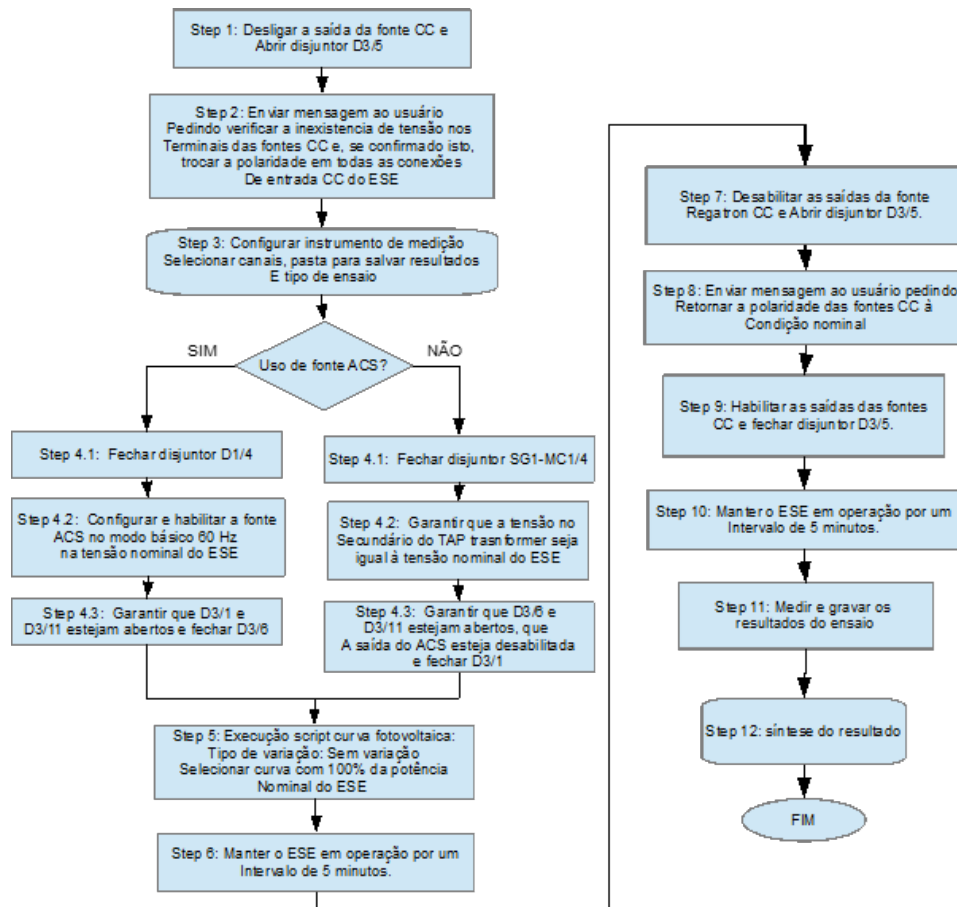 Step 1: Desligar a saída da fonte CC e
Abrir disjuntor D3/5
Step 2: Enviar mensagem ao usuário
Pedindo verificar a inexistencia de tensão nos
Terminais das fontes CC e, se confirmado isto,
trocar a polaridade em todas as conexões
De entrada CC do ESE
Step 3: Configurar instrumento de medição
Selecionar canais, pasta para salvar resultados
E tipo de ensaio
SIM
Uso de fonte ACS?
NÃO
Step 4.1: Fechar disjuntor D1/4
Step 4.2: Configurar e habilitar a fonte
ACS no modo básico 60 Hz
na tensão nominal do ESE
Step 4.3: Garantir que D3/1 e
D3/11 estejam abertos e fechar D3/6
Step 4.1: Fechar disjuntor SG1-MC1/4
Step 4.2: Garantir que a tensão no
Secundário do TAP trasnformer seja
igual à tensão nominal do ESE
Step 4.3: Garantir que D3/6 e
D3/11 estejam abertos, que
A saída do ACS esteja desabilitada
e fechar D3/1
Step 5: Execução script curva fotovoltaica:
Tipo de variação: Sem variação
Selecionar curva com 100% da potência
Nominal do ESE
Step 6: Manter o ESE em operação por um
Intervalo de 5 minutos.
Step 7: Desabilitar as saídas da fonte
Regatron CC e Abrir disjuntor D3/5.
Step 8: Enviar mensagem ao usuário pedindo
Retornar a polaridade das fontes CC à
Condição nominal
Step 9: Habilitar as saídas das fontes
CC e fechar disjuntor D3/5.
Step 10: Manter o ESE em operação por um
Intervalo de 5 minutos.
Step 11: Medir e gravar os
resultados do ensaio
Step 12: síntese do resultado
FIM